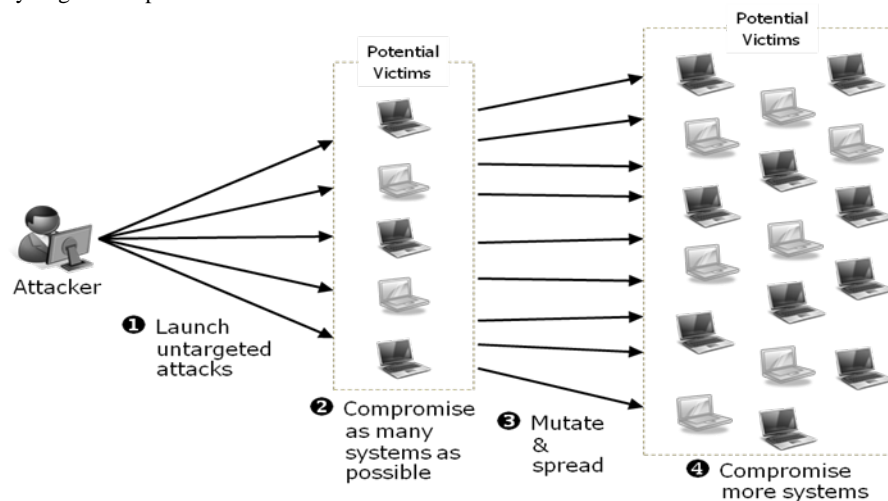 Potential
Victims
Potential
Victims
Attacker
❶ Launch
untargeted
attacks
❷ Compromise
as many
systems as
possible
❸ Mutate
&
spread
❹ Compromise
more systems